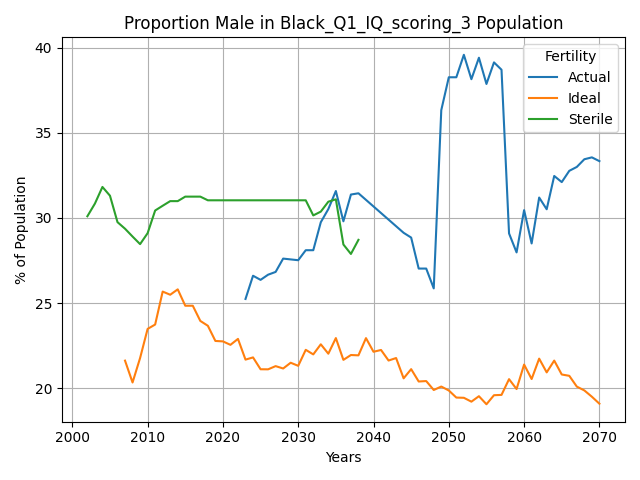 Proportion Male in Black_Q1_IQ_scoring_3 Population
% of Population
40
35
30
25
20
Fertility
Actual
Ideal
Sterile
2000 2010 2020 2030 2040 2050 2060 2070
Years